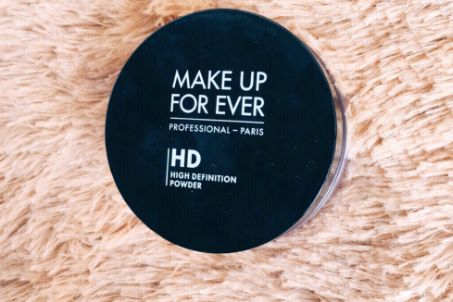 MAKE UP
FOR EVER
PROFESSIONAL – PARIS
HD
HIGH DEFINITION
POWDER